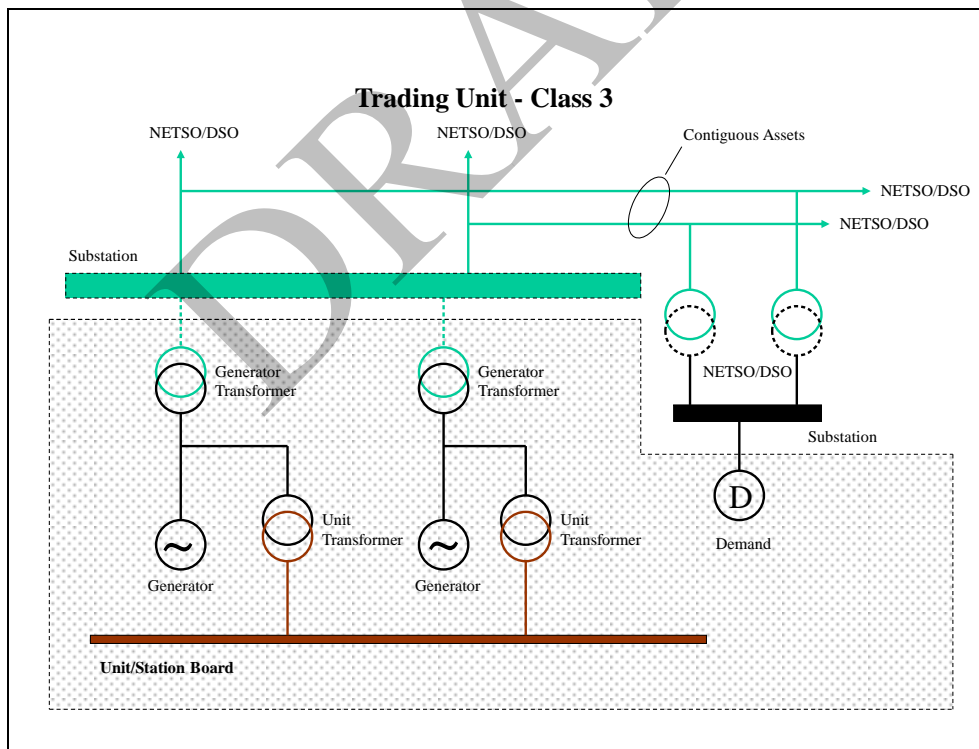 DRAFT
Trading Unit - Class 3
NETSO/DSO
NETSO/DSO
Contiguous Assets
NETSO/DSO
NETSO/DSO
Substation
Generator
Transformer
Generator
Transformer
NETSO/DSO
Substation
D
Unit
Transformer
Unit
Transformer
Demand
~
~
Generator
Generator
Unit/Station Board